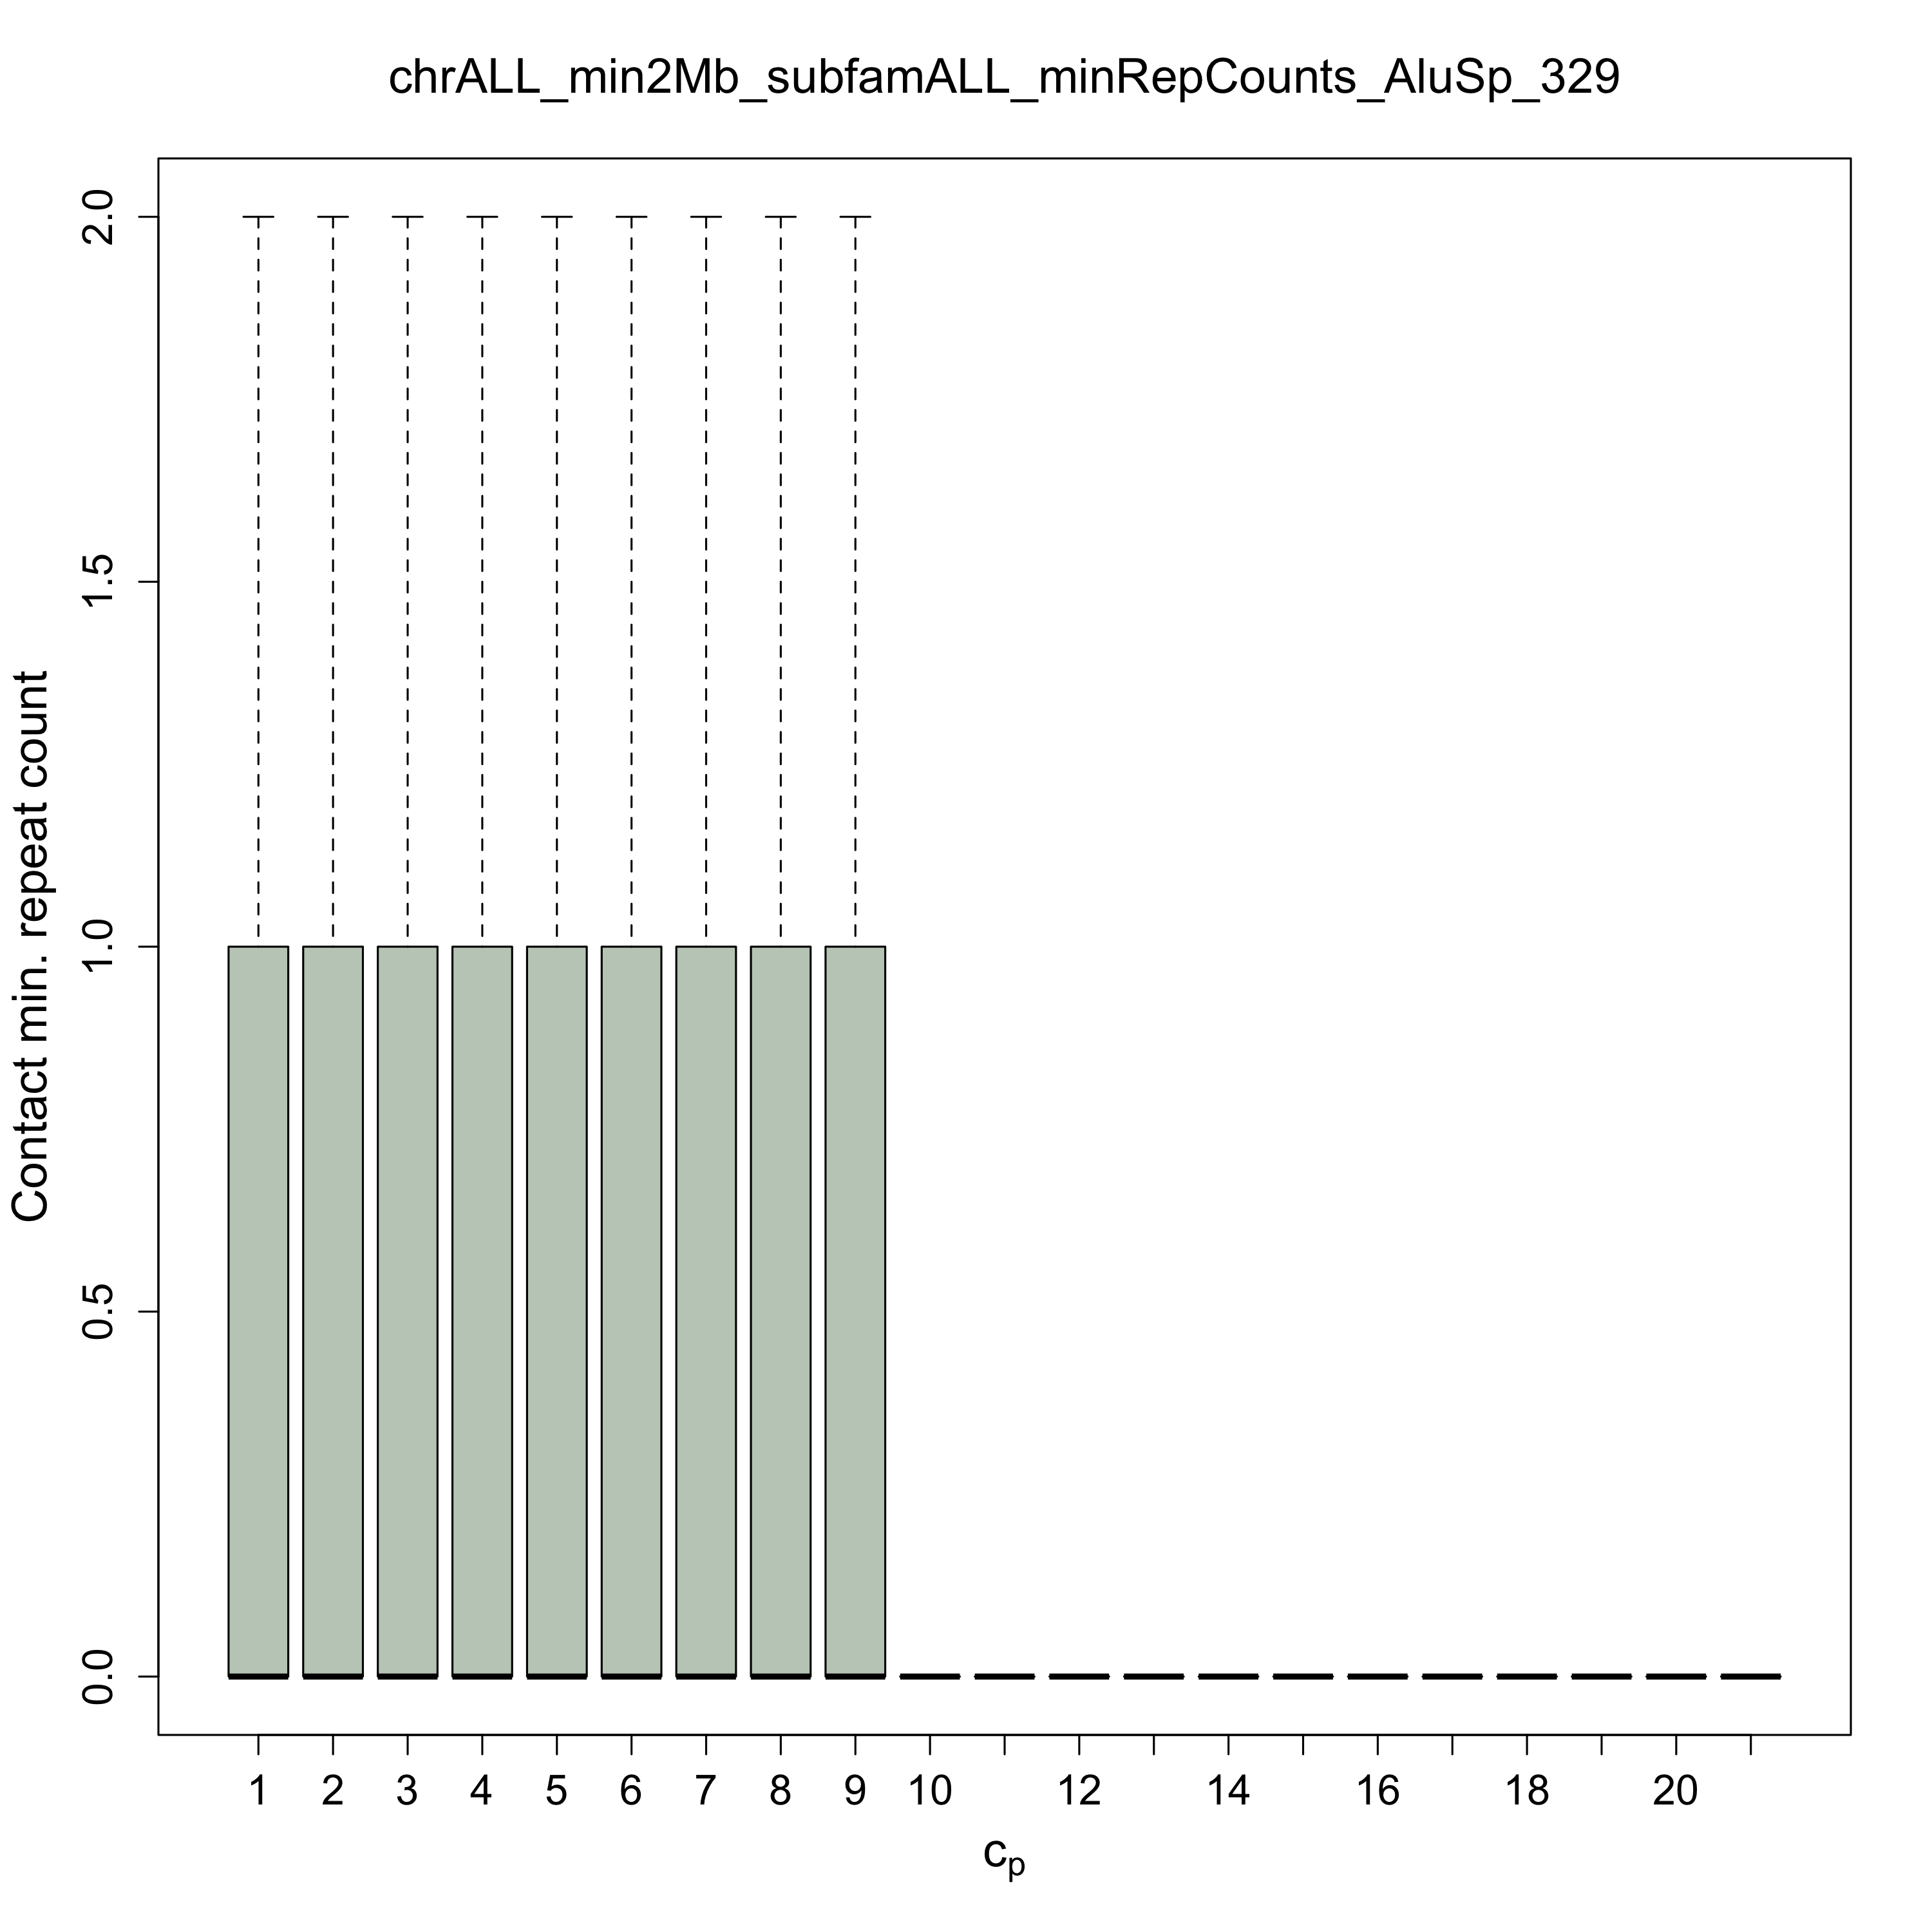 chrALL_min2Mb_subfamALL_minRepCounts_AluSp_329
Contact min. repeat count
2.0
1.5
1.0
0.5
0.0
1 2 3 4 5 6 7 8 9 10 12 14 16 18 20
cp